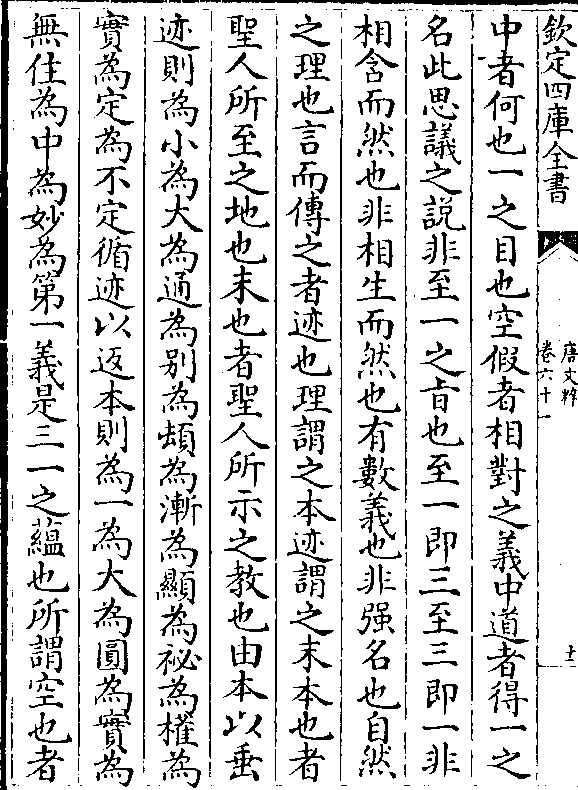 欽定四庫全書
唐文粹
卷六十一
十二
中者何也一之目也空假者相對之義中道者得一之
名此思議之說非至一之旨也至一即三至三即一非
相含而然也非相生而然也有數義也非强名也自然
之理也言而傳之者迹也理謂之本迹謂之末本也者
聖人所至之地也末也者聖人所示之教也由本以垂
迹則為小為大為通為别為頓為漸為顯為祕為權為
實為定為不定循迹以返本則為一為大為圓為實為
無住為中為妙為第一義是三一之藴也所謂空也者